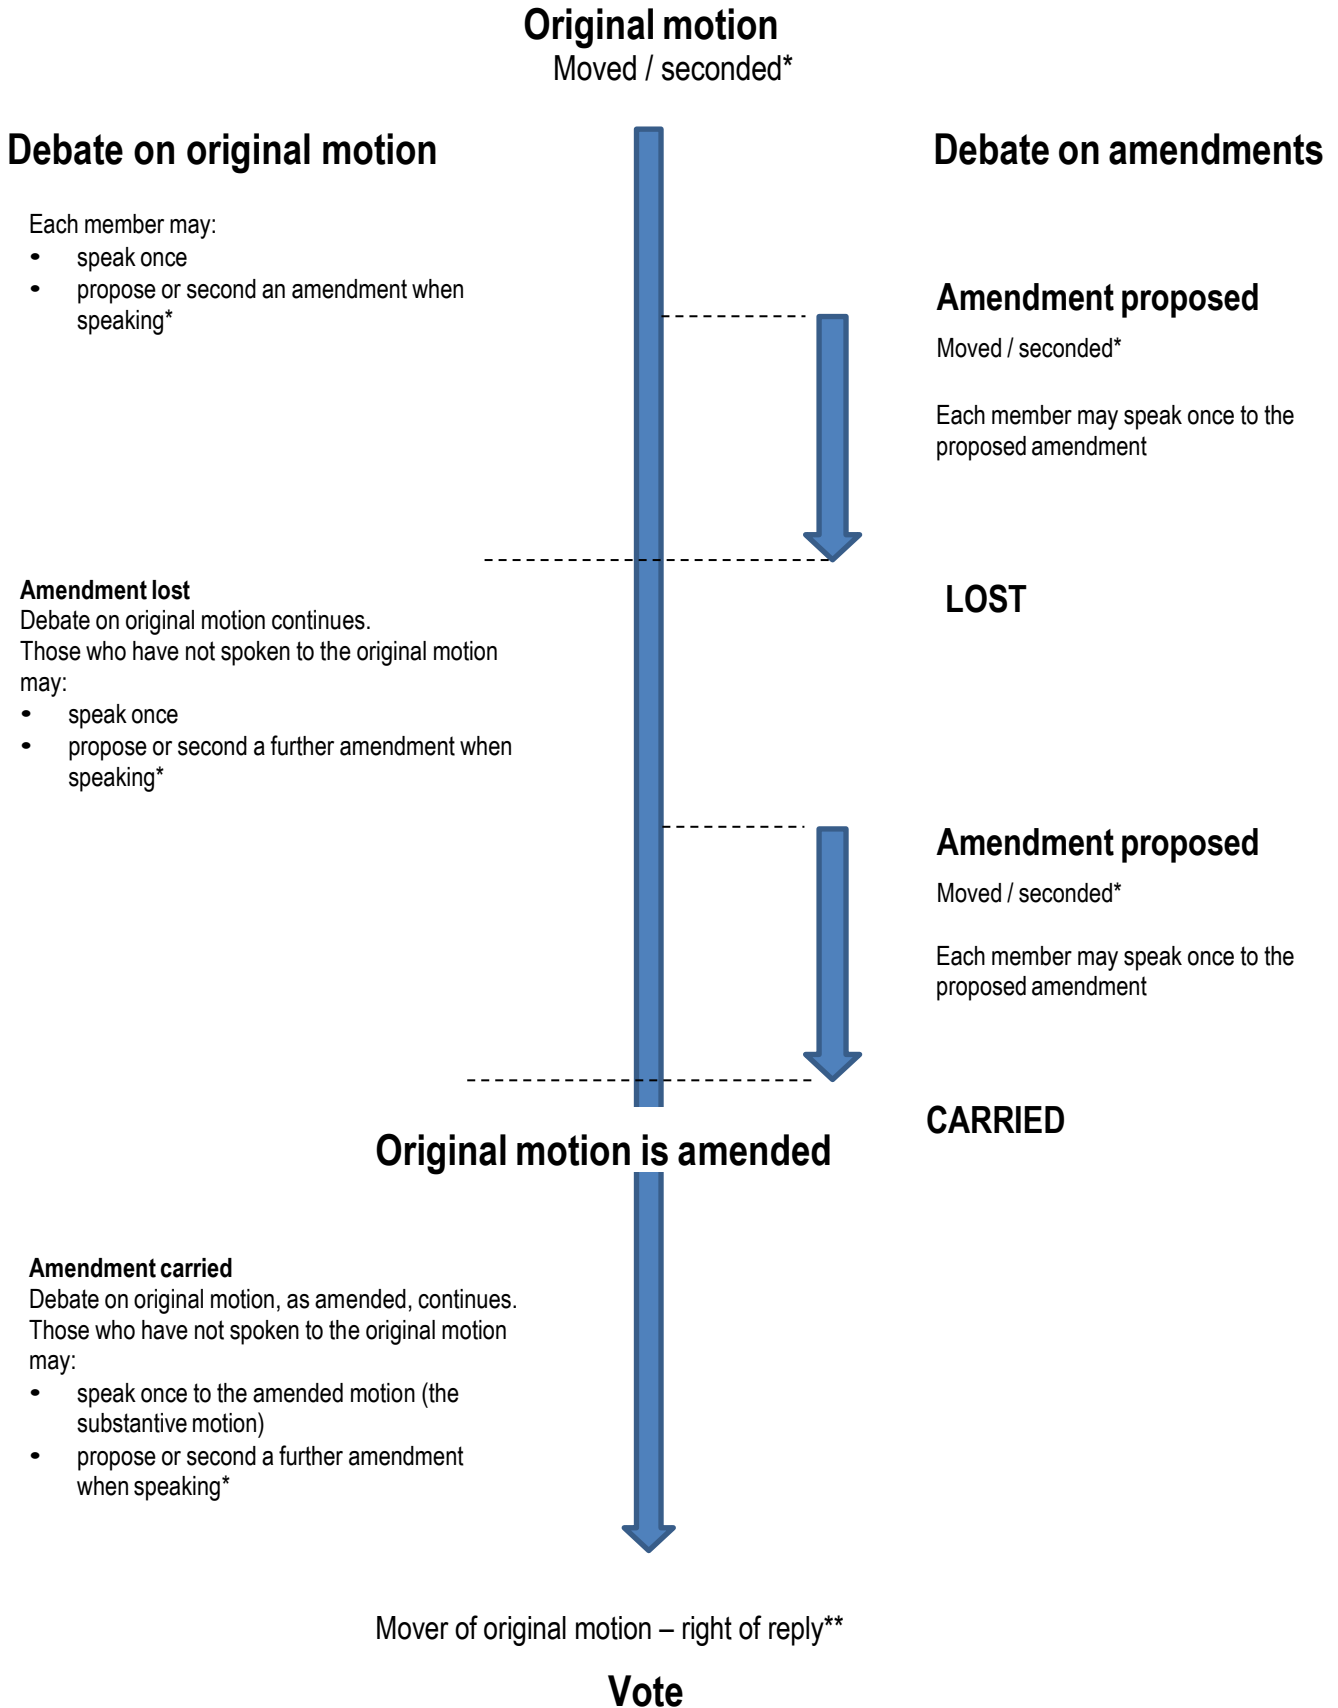 Original motion
Moved / seconded*
Debate on original motion
Debate on amendments
Each member may:
• speak once
• propose or second an amendment when
speaking*
Amendment proposed
Moved / seconded*
Each member may speak once to the
proposed amendment
Amendment lost
Debate on original motion continues.
Those who have not spoken to the original motion
may:
• speak once
• propose or second a further amendment when
speaking*
LOST
Amendment proposed
Moved / seconded*
Each member may speak once to the
proposed amendment
CARRIED
Original motion is amended
Amendment carried
Debate on original motion, as amended, continues.
Those who have not spoken to the original motion
may:
• speak once to the amended motion (the
substantive motion)
• propose or second a further amendment
when speaking*
Mover of original motion – right of reply**
Vote